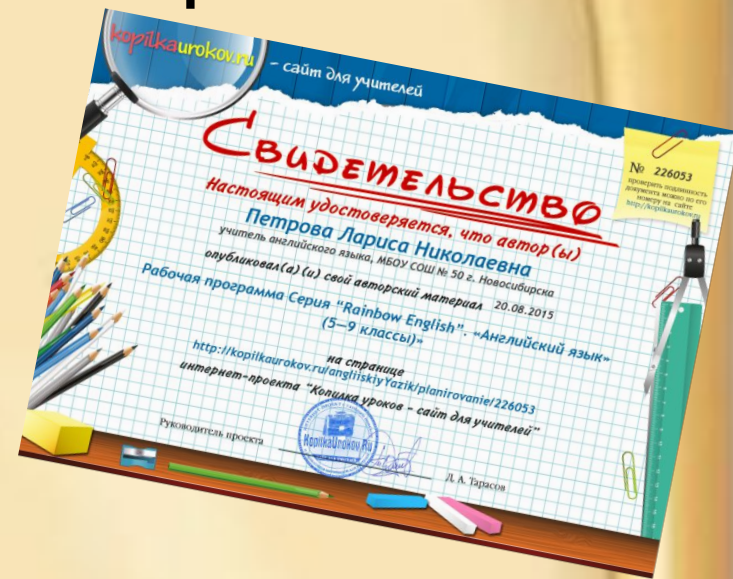 kopilkaurokov.ru
- сайт для учителей
Свидетельство
№ 226053
проверить подлинность
документа можно по его
номеру на сайте
http://kopilkaurokov.ru
Настоящим удостоверяется, что автор(ы)
Петрова Лариса Николаевна
учитель английского языка, МБОУ СОШ № 50 г. Новосибирска
опубликовал(а)(и) свой авторский материал 20.08.2015
Рабочая программа Серия “Rainbow English”. «Английский язык»
(5—9 классы)»
на странице
http://kopilkaurokov.ru/angliiskiyYazik/planirovanie/226053
интернет-проекта “Копилка уроков - сайт для учителей”
Руководитель проекта
KopilkaUrokov.Ru
Д. А. Тарасов